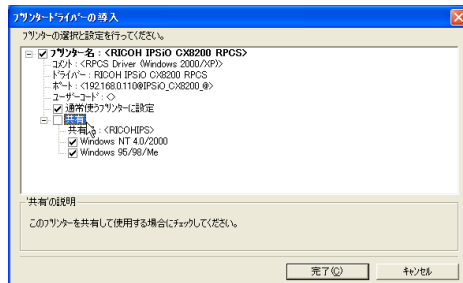 プリンタードライバーの導入
プリンターの選択と設定を行ってください。
プリンター名 : <RICOH IPSiO CX8200 RPCS>
コメント : <RPCS Driver (Windows 2000/XP)>
ドライバー : RICOH IPSiO CX8200 RPCS
ポート : <192.168.0.110@IPSiO_CX8200_@>
ユーザーコード : <>
通常使うプリンターに設定
共有
共有名 : <RICOHIPS>
Windows NT 4.0/2000
Windows 95/98/Me
'共有'の説明
このプリンターを共有して使用する場合にチェックしてください。
完了(C) キャンセル